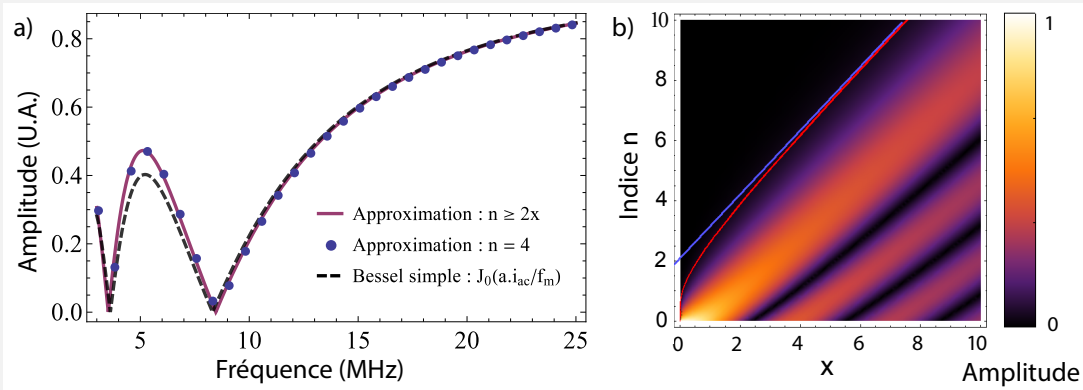 a)
Amplitude (U.A.)
0.8
0.6
0.4
0.2
0.0
5
10
15
20
25
Fréquence (MHz)
Approximation : n ≥ 2x
Approximation : n = 4
Bessel simple : J₀(a.i_ac/f_m)
b)
Indice n
10
8
6
4
2
0
0
2
4
6
8
10
x
1
0
Amplitude